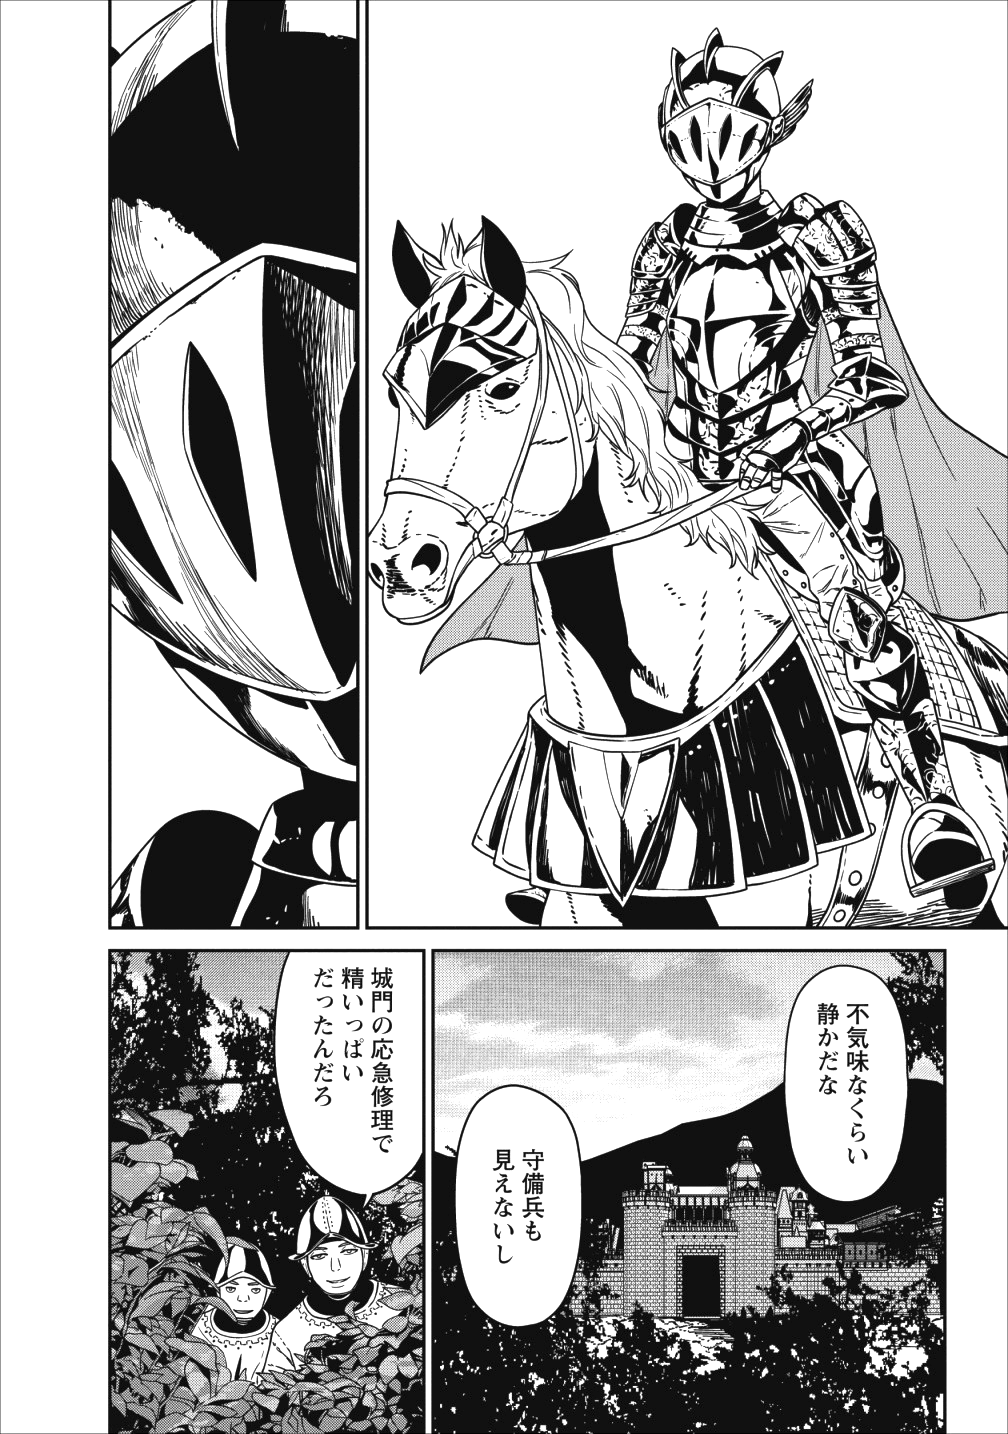 不気味なくらい
静かだな
守備兵も
見えないし
城門の応急修理で
精いっぱい
だったんだろ